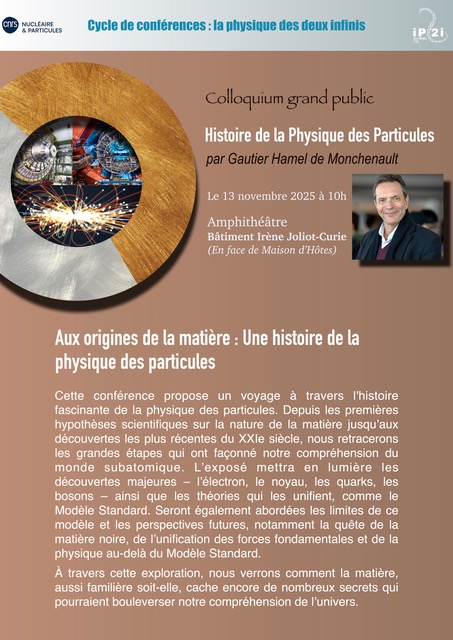 cnrs
NUCLÉAIRE
& PARTICULES
Cycle de conférences : la physique des deux infinis
iP2i
Colloquium grand public
Histoire de la Physique des Particules
par Gautier Hamel de Monchenault
Le 13 novembre 2025 à 10h
Amphithéâtre
Bâtiment Irène Joliot-Curie
(En face de Maison d'Hôtes)
Aux origines de la matière : Une histoire de la
physique des particules
Cette conférence propose un voyage à travers l'histoire
fascinante de la physique des particules. Depuis les premières
hypothèses scientifiques sur la nature de la matière jusqu'aux
découvertes les plus récentes du XXIe siècle, nous retracerons
les grandes étapes qui ont façonné notre compréhension du
monde subatomique. L'exposé mettra en lumière les
découvertes majeures – l'électron, le noyau, les quarks, les
bosons – ainsi que les théories qui les unifient, comme le
Modèle Standard. Seront également abordées les limites de ce
modèle et les perspectives futures, notamment la quête de la
matière noire, de l'unification des forces fondamentales et de la
physique au-delà du Modèle Standard.
À travers cette exploration, nous verrons comment la matière,
aussi familière soit-elle, cache encore de nombreux secrets qui
pourraient bouleverser notre compréhension de l'univers.